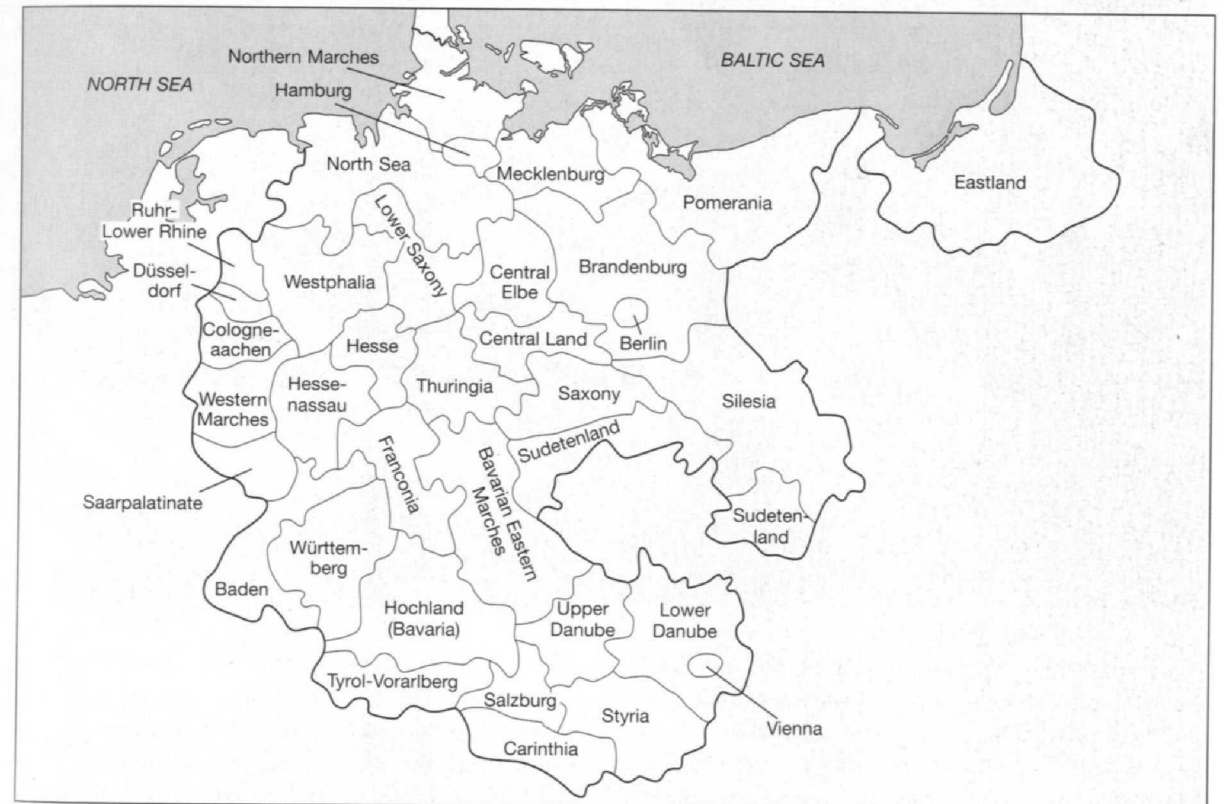 Northern Marches
BALTIC SEA
NORTH SEA
Hamburg
North Sea
Mecklenburg
Eastland
Pomerania
Ruhr-
Lower Rhine
Lower Saxony
Westphalia
Central
Elbe
Brandenburg
Düssel-
dorf
Cologne-
aachen
Hesse
Central Land
Berlin
Western
Marches
Hesse-
nassau
Thuringia
Saxony
Silesia
Sudetenland
Franconia
Bavarian Eastern
Marches
Saarpalatinate
Sudeten-
land
Württem-
berg
Baden
Hochland
(Bavaria)
Upper
Danube
Lower
Danube
Tyrol-Vorarlberg
Salzburg
Styria
Vienna
Carinthia